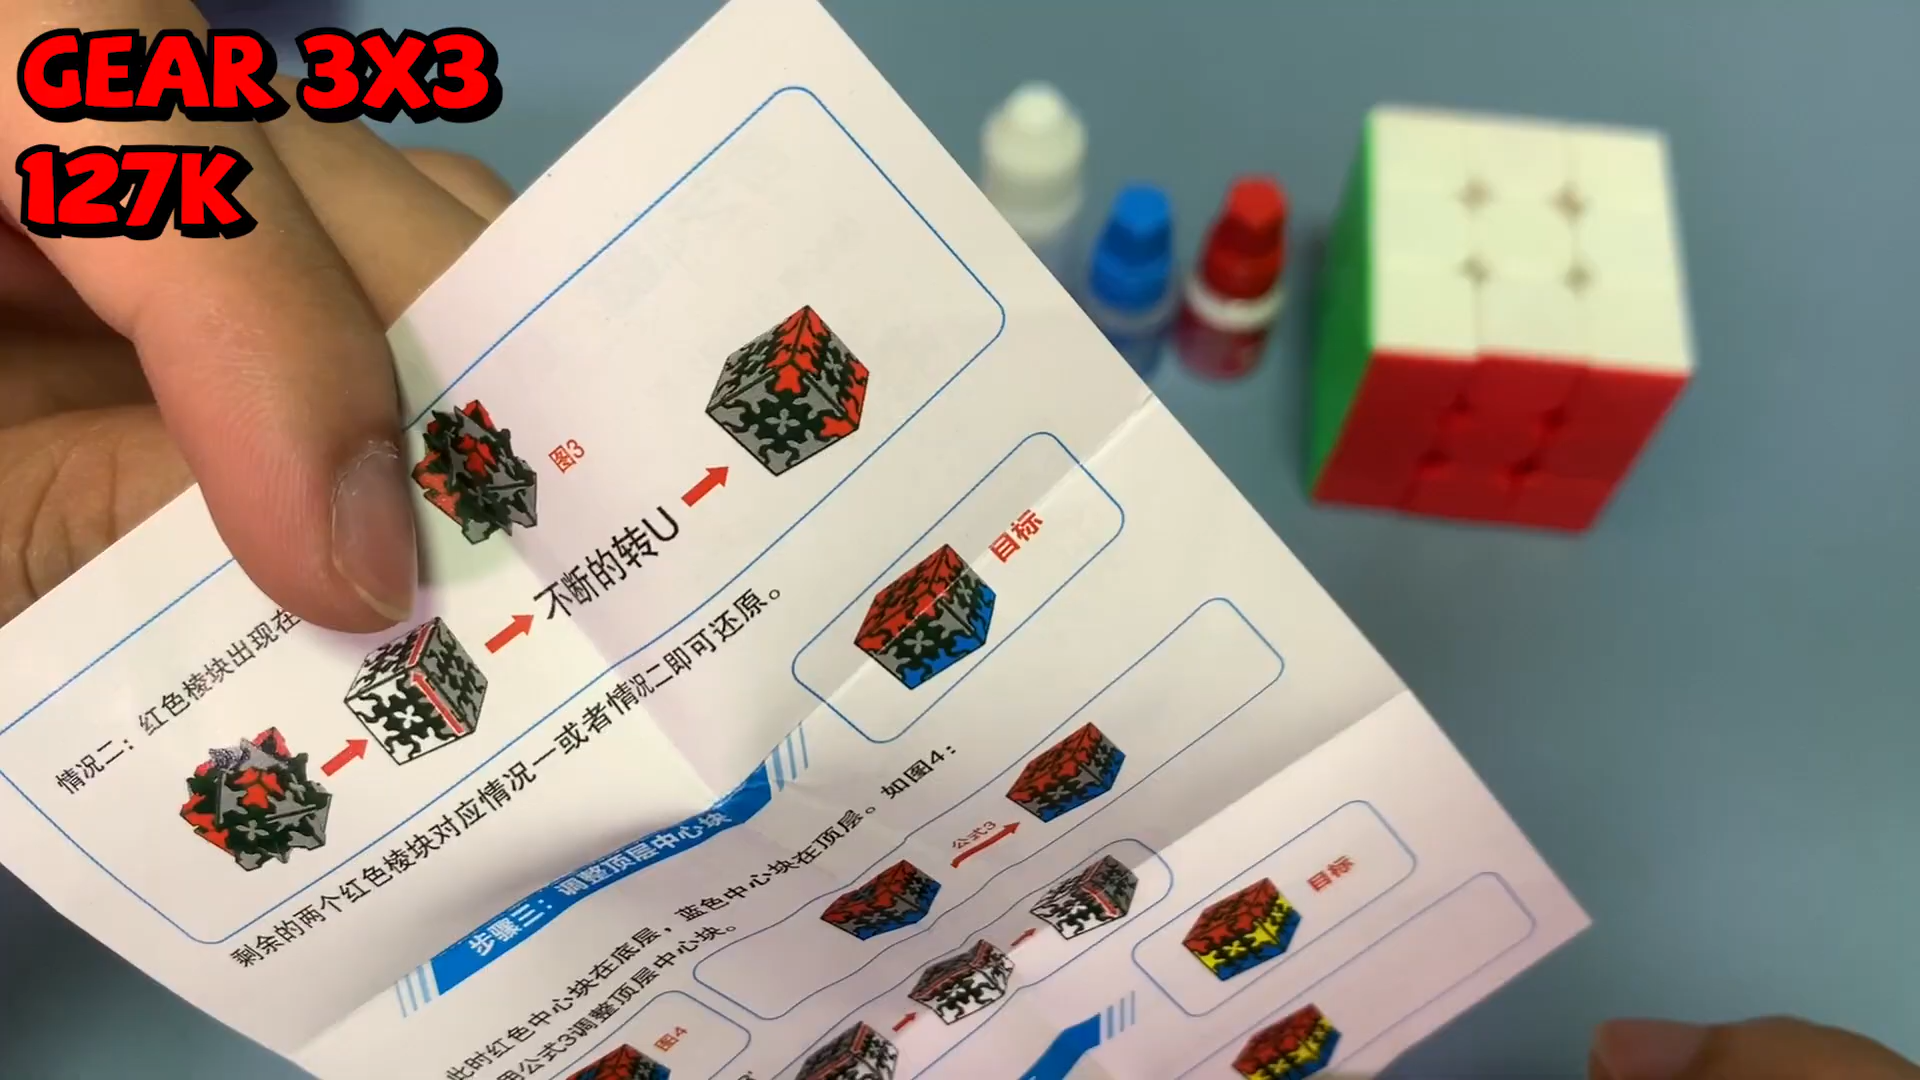 GEAR 3X3
127K
图3
不断的转U
情况二：红色棱块出现在
剩余的两个红色棱块对应情况一或者情况二即可还原。
目标
步骤三：调整顶层中心块
此时红色中心块在底层，蓝色中心块在顶层。如图4：
用公式3调整顶层中心块。
公式3
目标
图4